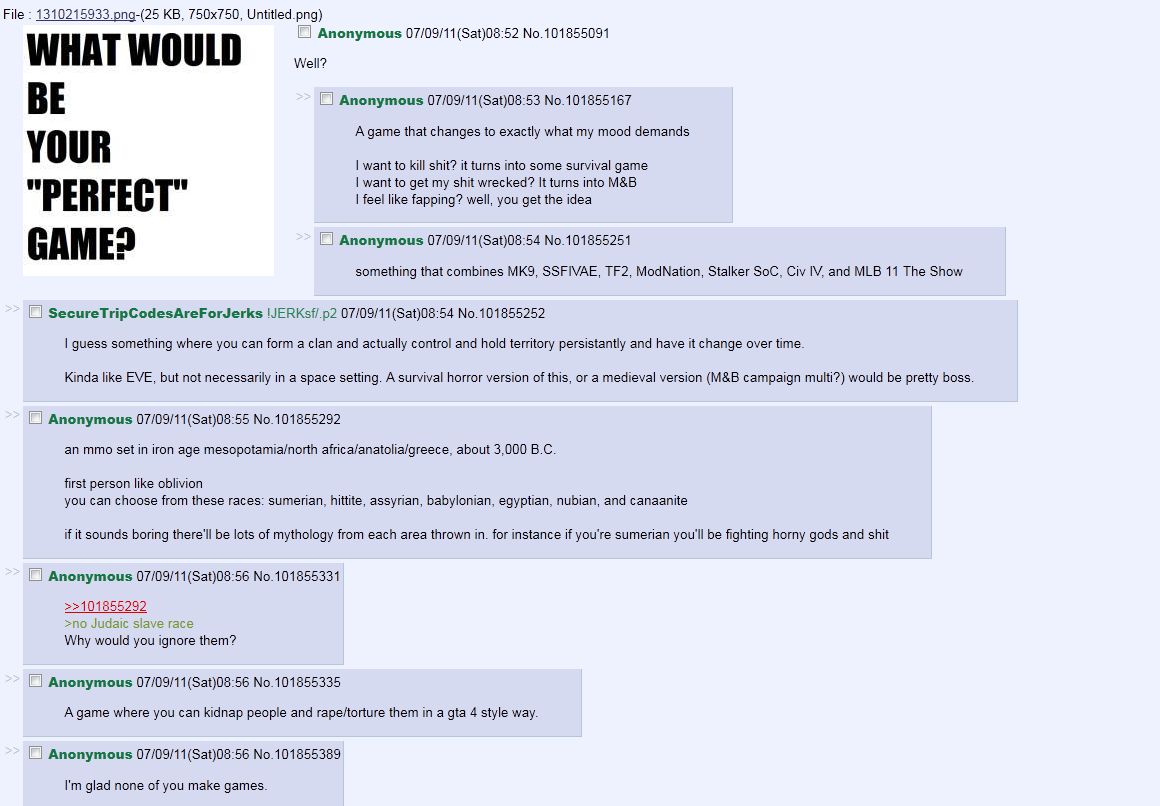 File : 1310215933.png-(25 KB, 750x750, Untitled.png)
WHAT WOULD
BE
YOUR
"PERFECT"
GAME?
Anonymous 07/09/11(Sat)08:52 No.101855091
Well?
>> Anonymous 07/09/11(Sat)08:53 No.101855167
A game that changes to exactly what my mood demands
I want to kill shit? it turns into some survival game
I want to get my shit wrecked? It turns into M&B
I feel like fapping? well, you get the idea
>> Anonymous 07/09/11(Sat)08:54 No.101855251
something that combines MK9, SSFIVAE, TF2, ModNation, Stalker SoC, Civ IV, and MLB 11 The Show
>> SecureTripCodesAreForJerks !JERKsf/.p2 07/09/11(Sat)08:54 No.101855252
I guess something where you can form a clan and actually control and hold territory persistantly and have it change over time.
Kinda like EVE, but not necessarily in a space setting. A survival horror version of this, or a medieval version (M&B campaign multi?) would be pretty boss.
>> Anonymous 07/09/11(Sat)08:55 No.101855292
an mmo set in iron age mesopotamia/north africa/anatolia/greece, about 3,000 B.C.
first person like oblivion
you can choose from these races: sumerian, hittite, assyrian, babylonian, egyptian, nubian, and canaanite
if it sounds boring there'll be lots of mythology from each area thrown in. for instance if you're sumerian you'll be fighting horny gods and shit
>> Anonymous 07/09/11(Sat)08:56 No.101855331
>>101855292
>no Judaic slave race
Why would you ignore them?
>> Anonymous 07/09/11(Sat)08:56 No.101855335
A game where you can kidnap people and rape/torture them in a gta 4 style way.
>> Anonymous 07/09/11(Sat)08:56 No.101855389
I'm glad none of you make games.